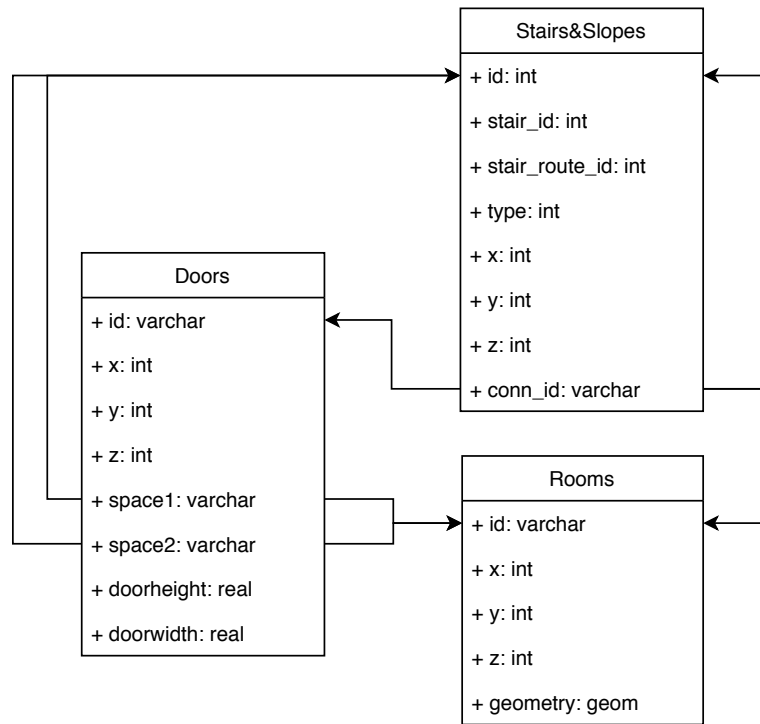 Stairs&Slopes
+ id: int
+ stair_id: int
+ stair_route_id: int
+ type: int
+ x: int
+ y: int
+ z: int
+ conn_id: varchar
Doors
+ id: varchar
+ x: int
+ y: int
+ z: int
+ space1: varchar
+ space2: varchar
+ doorheight: real
+ doorwidth: real
Rooms
+ id: varchar
+ x: int
+ y: int
+ z: int
+ geometry: geom